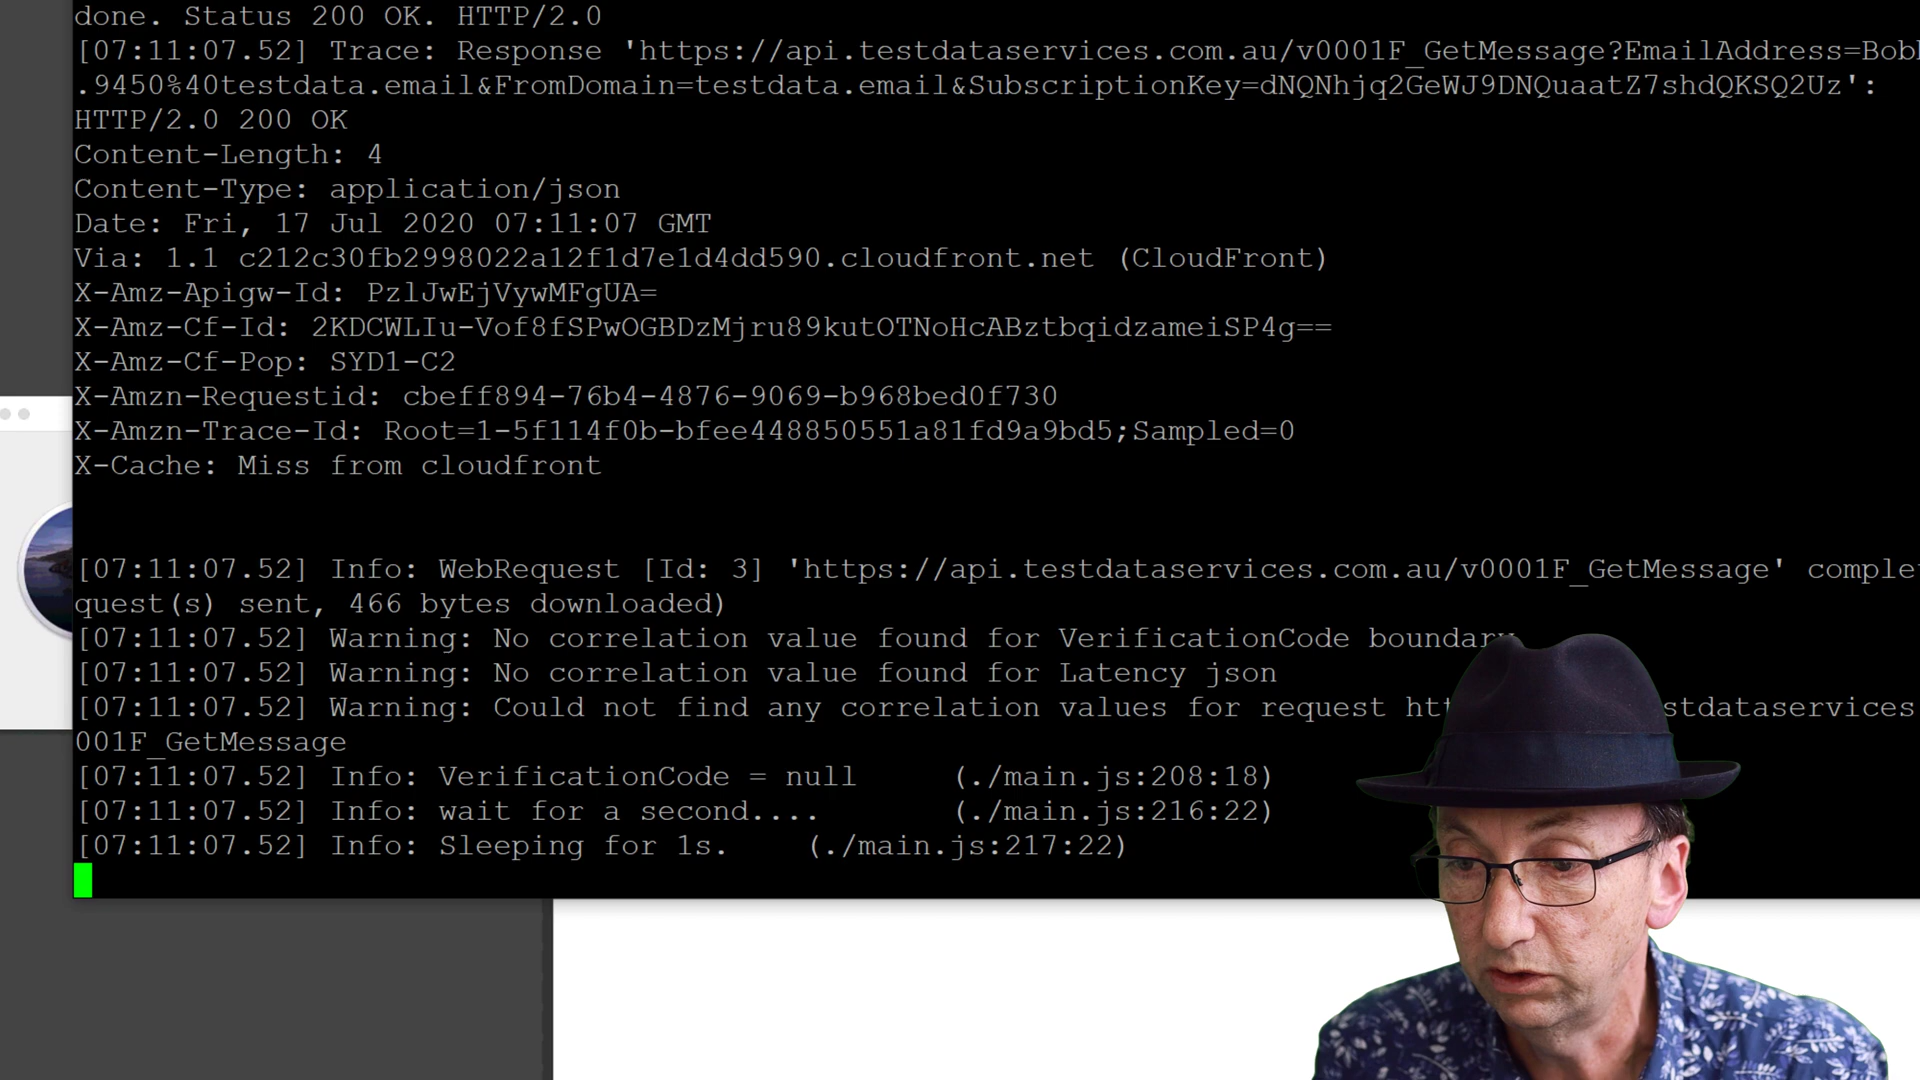 done. Status 200 OK. HTTP/2.0
[07:11:07.52] Trace: Response 'https://api.testdataservices.com.au/v0001F_GetMessage?EmailAddress=Bob
.9450%40testdata.email&FromDomain=testdata.email&SubscriptionKey=dNQNhjq2GeWJ9DNQuaatZ7shdQKSQ2Uz':
HTTP/2.0 200 OK
Content-Length: 4
Content-Type: application/json
Date: Fri, 17 Jul 2020 07:11:07 GMT
Via: 1.1 c212c30fb2998022a12f1d7e1d4dd590.cloudfront.net (CloudFront)
X-Amz-Apigw-Id: PzlJwEjVywMFgUA=
X-Amz-Cf-Id: 2KDCWLIu-Vof8fSPwOGBDzMjru89kutOTNoHcABztbqidzameiSP4g==
X-Amz-Cf-Pop: SYD1-C2
X-Amzn-Requestid: cbeff894-76b4-4876-9069-b968bed0f730
X-Amzn-Trace-Id: Root=1-5f114f0b-bfee448850551a81fd9a9bd5;Sampled=0
X-Cache: Miss from cloudfront
[07:11:07.52] Info: WebRequest [Id: 3] 'https://api.testdataservices.com.au/v0001F_GetMessage' comple
quest(s) sent, 466 bytes downloaded)
[07:11:07.52] Warning: No correlation value found for VerificationCode boundary
[07:11:07.52] Warning: No correlation value found for Latency json
[07:11:07.52] Warning: Could not find any correlation values for request htt stdataservices
001F_GetMessage
[07:11:07.52] Info: VerificationCode = null (./main.js:208:18)
[07:11:07.52] Info: wait for a second.... (./main.js:216:22)
[07:11:07.52] Info: Sleeping for 1s. (./main.js:217:22)